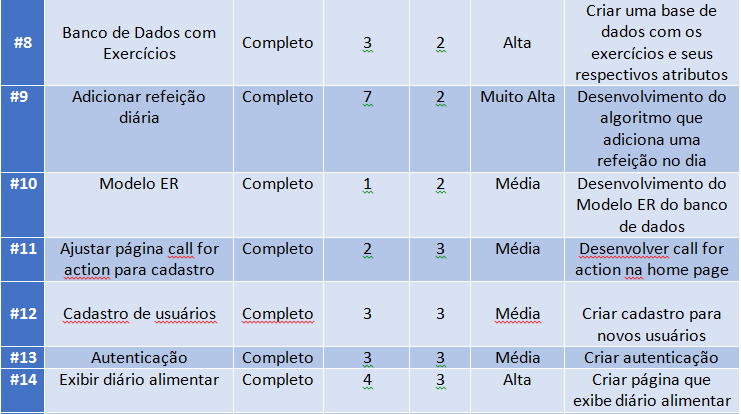 #8 Banco de Dados com Exercícios Completo 3 2 Alta Criar uma base de dados com os exercícios e seus respectivos atributos
#9 Adicionar refeição diária Completo 7 2 Muito Alta Desenvolvimento do algoritmo que adiciona uma refeição no dia
#10 Modelo ER Completo 1 2 Média Desenvolvimento do Modelo ER do banco de dados
#11 Ajustar página call for action para cadastro Completo 2 3 Média Desenvolver call for action na home page
#12 Cadastro de usuários Completo 3 3 Média Criar cadastro para novos usuários
#13 Autenticação Completo 3 3 Média Criar autenticação
#14 Exibir diário alimentar Completo 4 3 Alta Criar página que exibe diário alimentar